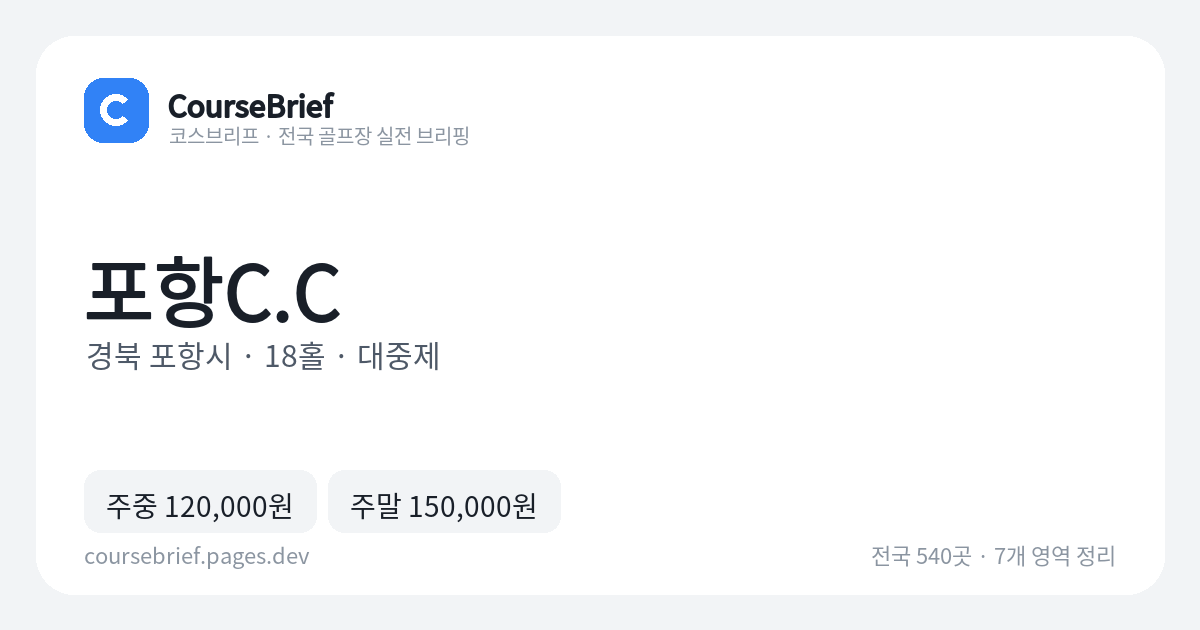 C
CourseBrief
코스브리프 · 전국 골프장 실전 브리핑
포항C.C
경북 포항시 · 18홀 · 대중제
주중 120,000원 주말 150,000원
coursebrief.pages.dev 전국 540곳 · 7개 영역 정리